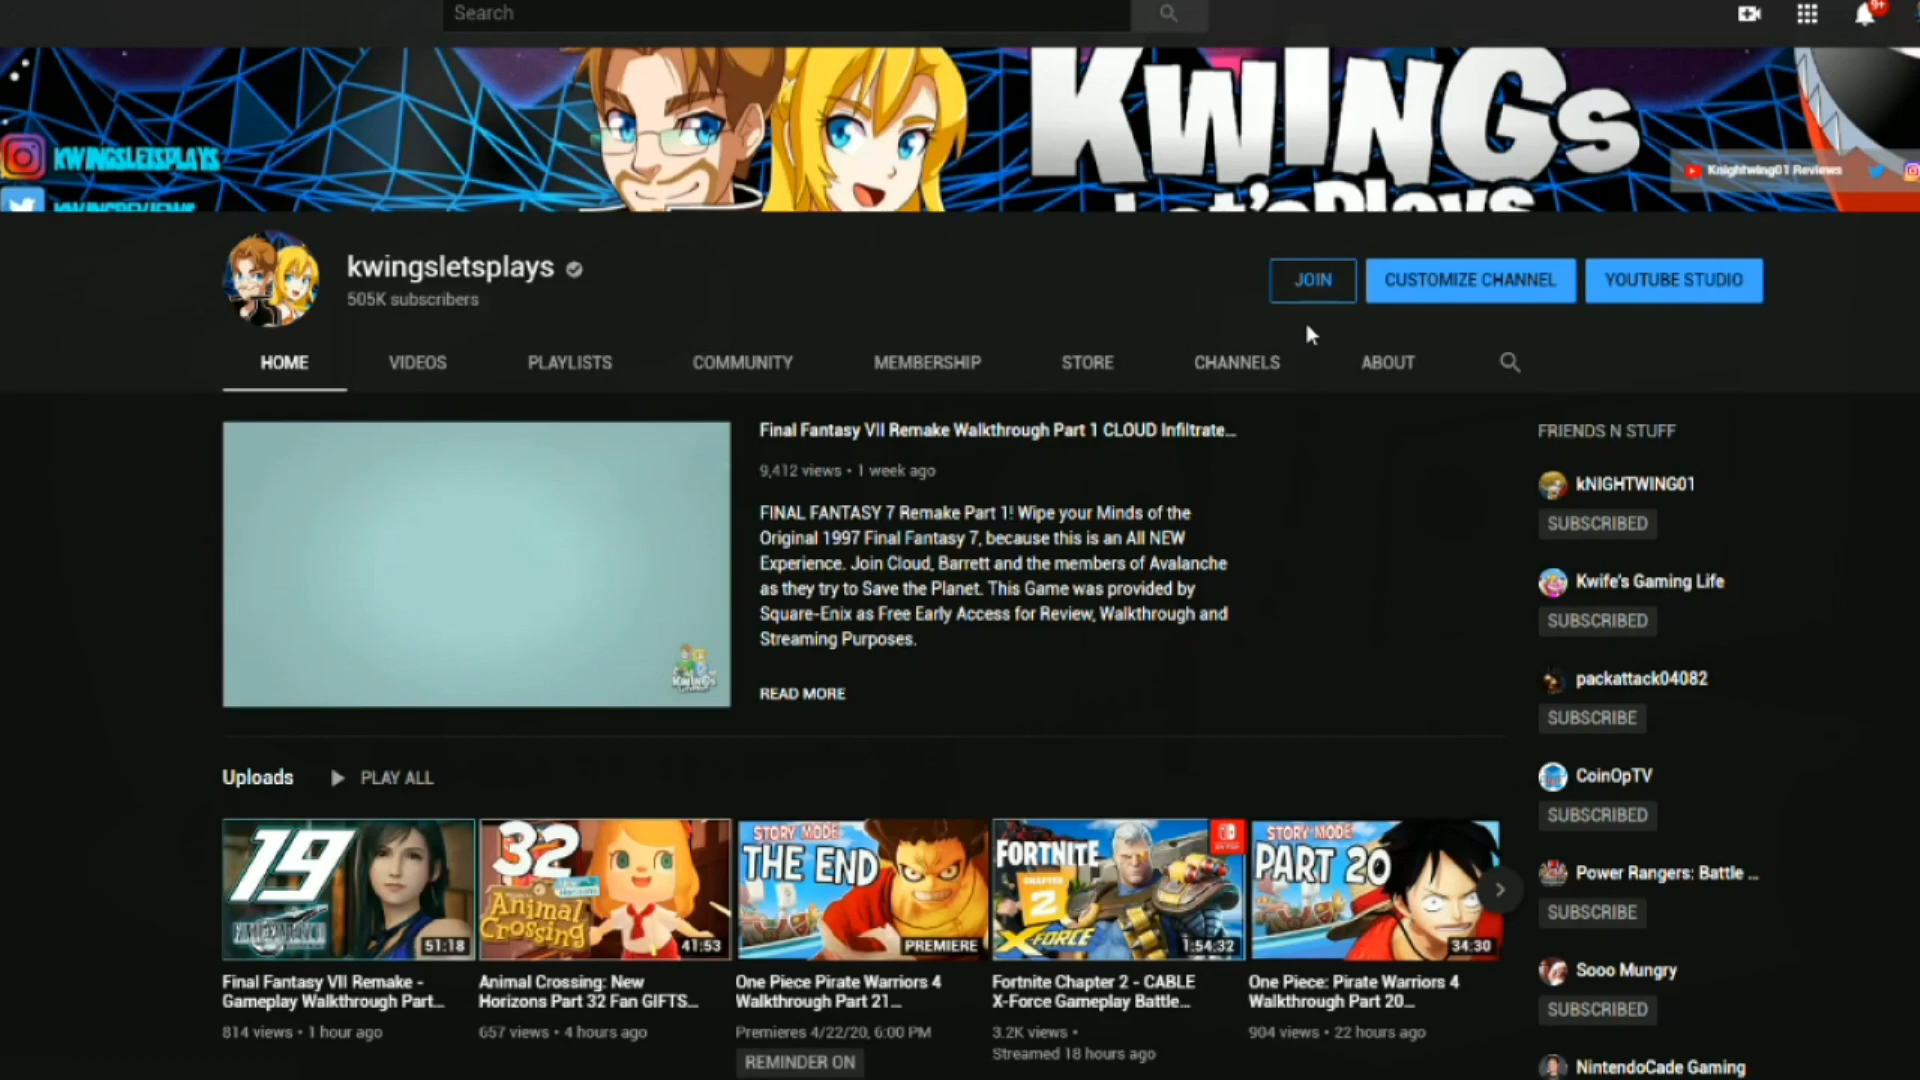 Search
9+
KWINGs
Let'sPlays
KWINGSLETSPLAYS
KWINGREVIEWS
Knightwing01 Reviews
kwingsletsplays
505K subscribers
JOIN
CUSTOMIZE CHANNEL
YOUTUBE STUDIO
HOME
VIDEOS
PLAYLISTS
COMMUNITY
MEMBERSHIP
STORE
CHANNELS
ABOUT
KWINGs
Final Fantasy VII Remake Walkthrough Part 1 CLOUD Infiltrate...
9,412 views • 1 week ago
FINAL FANTASY 7 Remake Part 1! Wipe your Minds of the
Original 1997 Final Fantasy 7, because this is an All NEW
Experience. Join Cloud, Barrett and the members of Avalanche
as they try to Save the Planet. This Game was provided by
Square-Enix as Free Early Access for Review, Walkthrough and
Streaming Purposes.
READ MORE
FRIENDS N STUFF
kNIGHTWING01
SUBSCRIBED
Kwife's Gaming Life
SUBSCRIBED
packattack04082
SUBSCRIBE
CoinOpTV
SUBSCRIBED
Power Rangers: Battle ...
SUBSCRIBE
Sooo Mungry
SUBSCRIBED
NintendoCade Gaming
Uploads
PLAY ALL
19
51:18
Final Fantasy VII Remake -
Gameplay Walkthrough Part...
814 views • 1 hour ago
32
Animal
Crossing
41:53
Animal Crossing: New
Horizons Part 32 Fan GIFTS...
657 views • 4 hours ago
STORY MODE
THE END
PREMIERE
One Piece Pirate Warriors 4
Walkthrough Part 21...
Premieres 4/22/20, 6:00 PM
REMINDER ON
FORTNITE
CHAPTER
2
X-FORCE
1:54:32
Fortnite Chapter 2 - CABLE
X-Force Gameplay Battle...
3.2K views •
Streamed 18 hours ago
STORY MODE
PART 20
34:30
One Piece: Pirate Warriors 4
Walkthrough Part 20...
904 views • 22 hours ago